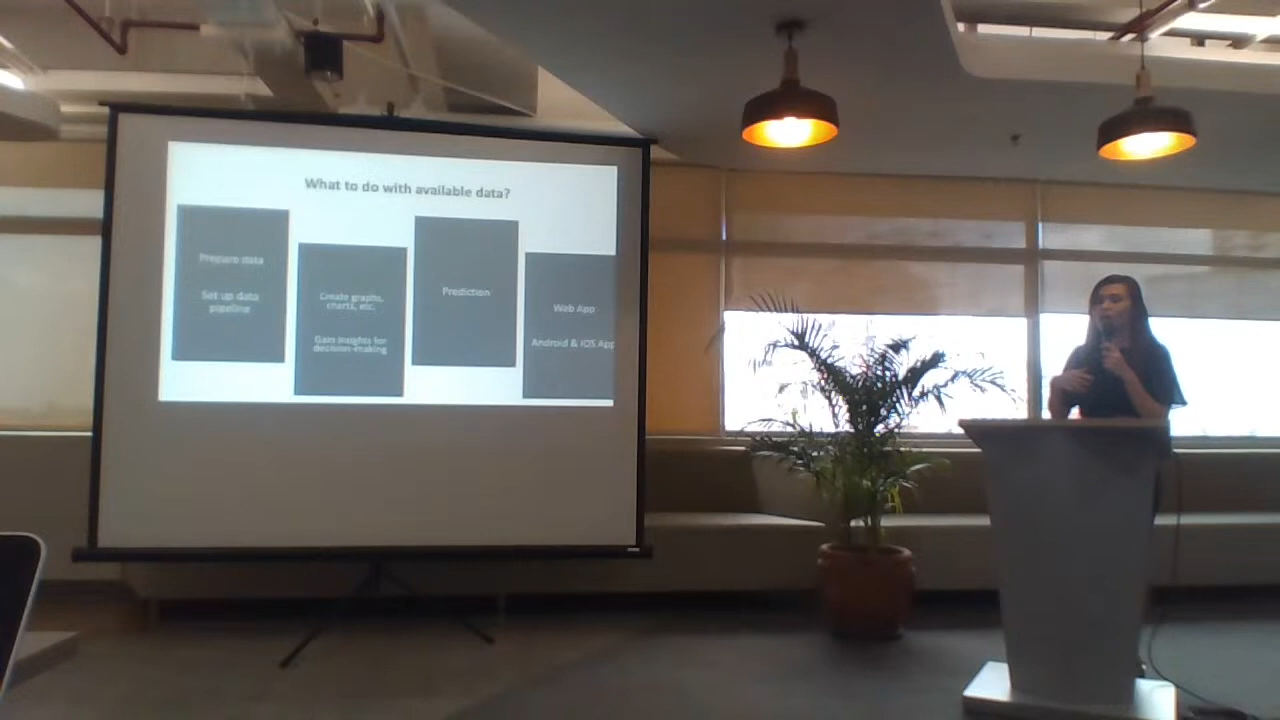 What to do with available data?
Prepare data
Set up data
pipeline
Create graphs,
charts, etc.
Gain insights for
decision-making
Prediction
Web App
Android & IOS App